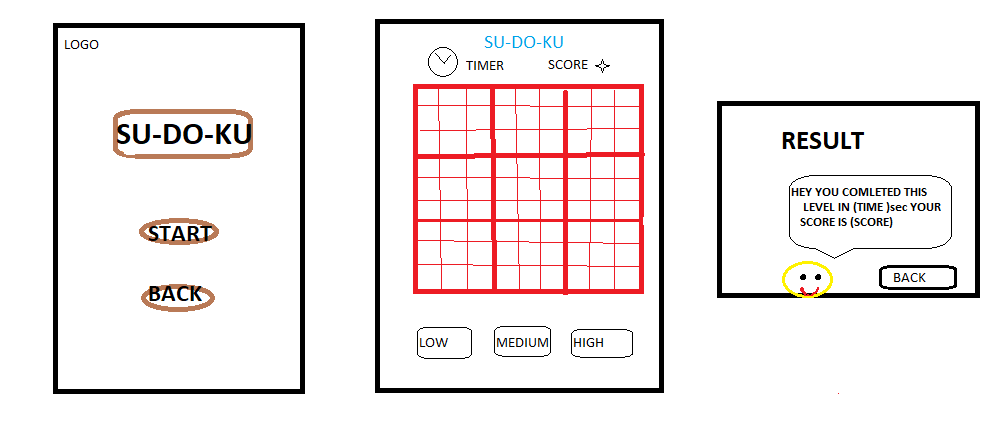 LOGO
SU-DO-KU
START
BACK
SU-DO-KU
TIMER
SCORE
LOW
MEDIUM
HIGH
RESULT
HEY YOU COMLETED THIS
LEVEL IN (TIME )sec YOUR
SCORE IS (SCORE)
BACK